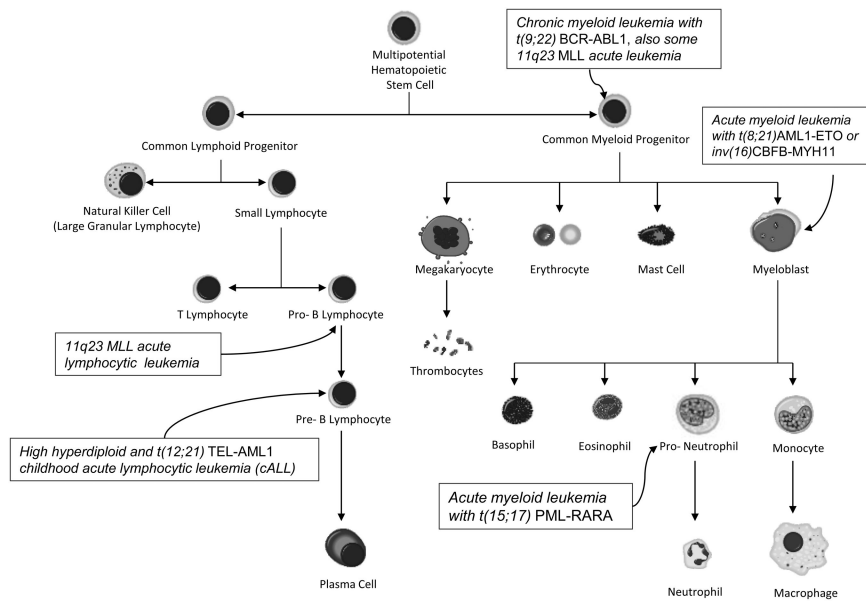 Chronic myeloid leukemia with
t(9;22) BCR-ABL1, also some
11q23 MLL acute leukemia
Multipotential
Hematopoietic
Stem Cell
Acute myeloid leukemia
with t(8;21)AML1-ETO or
inv(16)CBFB-MYH11
Common Lymphoid Progenitor
Common Myeloid Progenitor
Natural Killer Cell
(Large Granular Lymphocyte)
Small Lymphocyte
Megakaryocyte
Erythrocyte
Mast Cell
Myeloblast
T Lymphocyte
Pro- B Lymphocyte
11q23 MLL acute
lymphocytic leukemia
Thrombocytes
Pre- B Lymphocyte
Basophil
Eosinophil
Pro- Neutrophil
Monocyte
High hyperdiploid and t(12;21) TEL-AML1
childhood acute lymphocytic leukemia (cALL)
Acute myeloid leukemia
with t(15;17) PML-RARA
Plasma Cell
Neutrophil
Macrophage